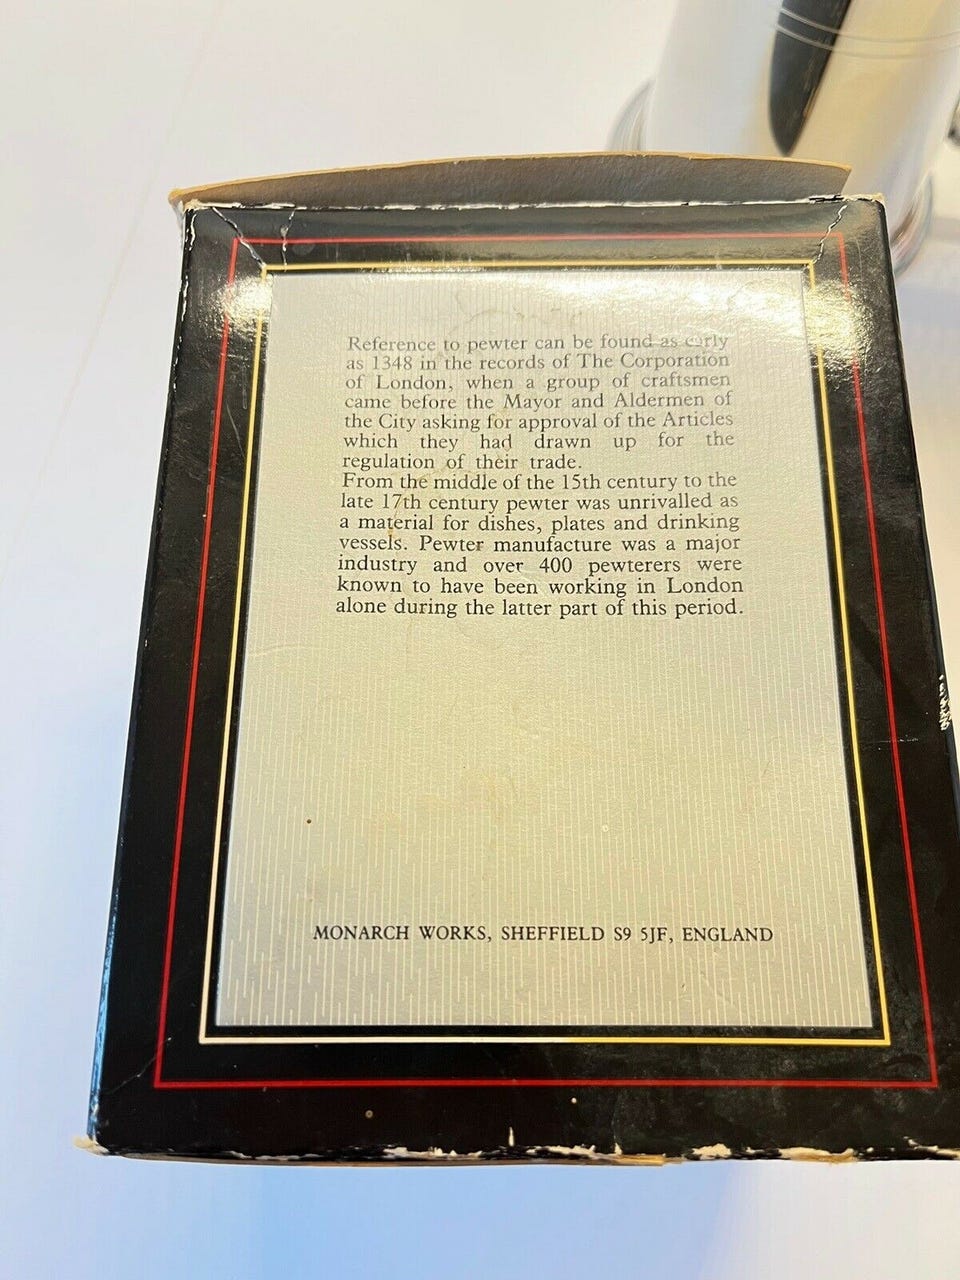 Reference to pewter can be found as early
as 1348 in the records of The Corporation
of London, when a group of craftsmen
came before the Mayor and Aldermen of
the City asking for approval of the Articles
which they had drawn up for the
regulation of their trade.
From the middle of the 15th century to the
late 17th century pewter was unrivalled as
a material for dishes, plates and drinking
vessels. Pewter manufacture was a major
industry and over 400 pewterers were
known to have been working in London
alone during the latter part of this period.
MONARCH WORKS, SHEFFIELD S9 5JF, ENGLAND